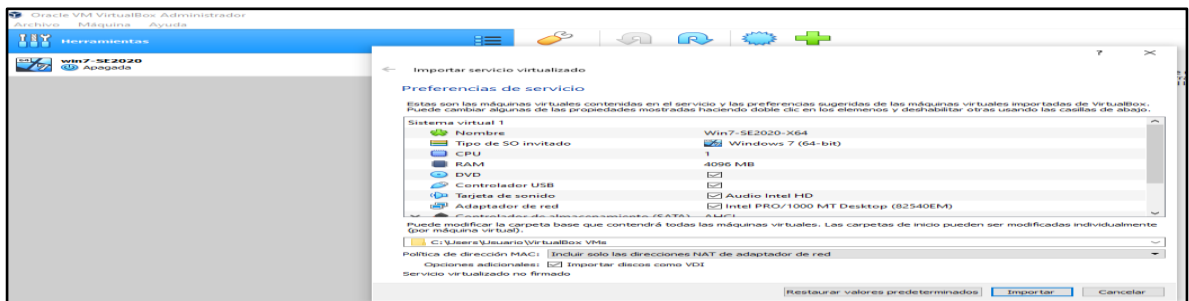 Oracle VM VirtualBox Administrador
Archivo Máquina Ayuda
Herramientas
win7-SE2020
Apagada
Importar servicio virtualizado
Preferencias de servicio
Estas son las máquinas virtuales contenidas en el servicio y las preferencias sugeridas de las máquinas virtuales importadas de VirtualBox.
Puede cambiar algunas de las propiedades mostradas haciendo doble clic en los elemenos y deshabilitar otras usando las casillas de abajo.
Sistema virtual 1
Nombre Win7-SE2020-X64
Tipo de SO invitado Windows 7 (64-bit)
CPU 1
RAM 4096 MB
DVD
Controlador USB
Tarjeta de sonido Audio Intel HD
Adaptador de red Intel PRO/1000 MT Desktop (82540EM)
Controlador de almacenamiento (SATA) AHCI
Puede modificar la carpeta base que contendrá todas las máquinas virtuales. Las carpetas de inicio pueden ser modificadas individualmente
(por máquina virtual).
C:\Users\Usuario\VirtualBox VMs
Política de dirección MAC: Incluir solo las direcciones NAT de adaptador de red
Opciones adicionales: Importar discos como VDI
Servicio virtualizado no firmado
Restaurar valores predeterminados Importar Cancelar